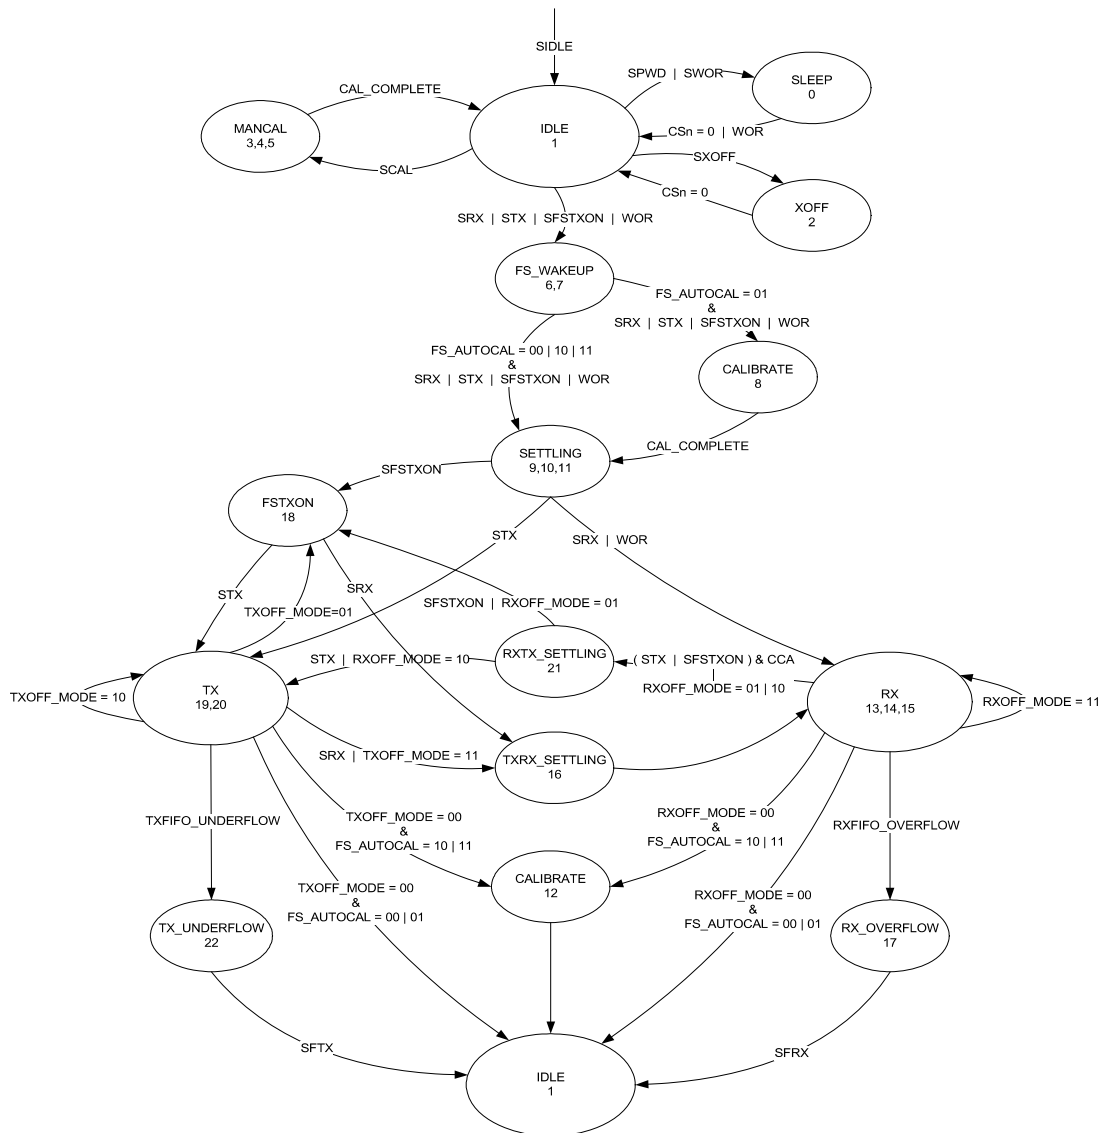 SIDLE
SPWD | SWOR
SLEEP
0
CAL_COMPLETE
MANCAL
3,4,5
IDLE
1
CSn = 0 | WOR
SCAL
SXOFF
CSn = 0
XOFF
2
SRX | STX | SFSTXON | WOR
FS_WAKEUP
6,7
FS_AUTOCAL = 01
&
SRX | STX | SFSTXON | WOR
FS_AUTOCAL = 00 | 10 | 11
&
SRX | STX | SFSTXON | WOR
CALIBRATE
8
CAL_COMPLETE
SETTLING
9,10,11
SFSTXON
FSTXON
18
STX
SRX | WOR
STX
SRX
TXOFF_MODE=01
SFSTXON | RXOFF_MODE = 01
RXTX_SETTLING
21
STX | RXOFF_MODE = 10
( STX | SFSTXON ) & CCA
|
RXOFF_MODE = 01 | 10
TXOFF_MODE = 10
TX
19,20
RX
13,14,15
RXOFF_MODE = 11
SRX | TXOFF_MODE = 11
TXRX_SETTLING
16
TXFIFO_UNDERFLOW
TXOFF_MODE = 00
&
FS_AUTOCAL = 10 | 11
RXOFF_MODE = 00
&
FS_AUTOCAL = 10 | 11
RXFIFO_OVERFLOW
CALIBRATE
12
TXOFF_MODE = 00
&
FS_AUTOCAL = 00 | 01
RXOFF_MODE = 00
&
FS_AUTOCAL = 00 | 01
TX_UNDERFLOW
22
RX_OVERFLOW
17
SFTX
SFRX
IDLE
1